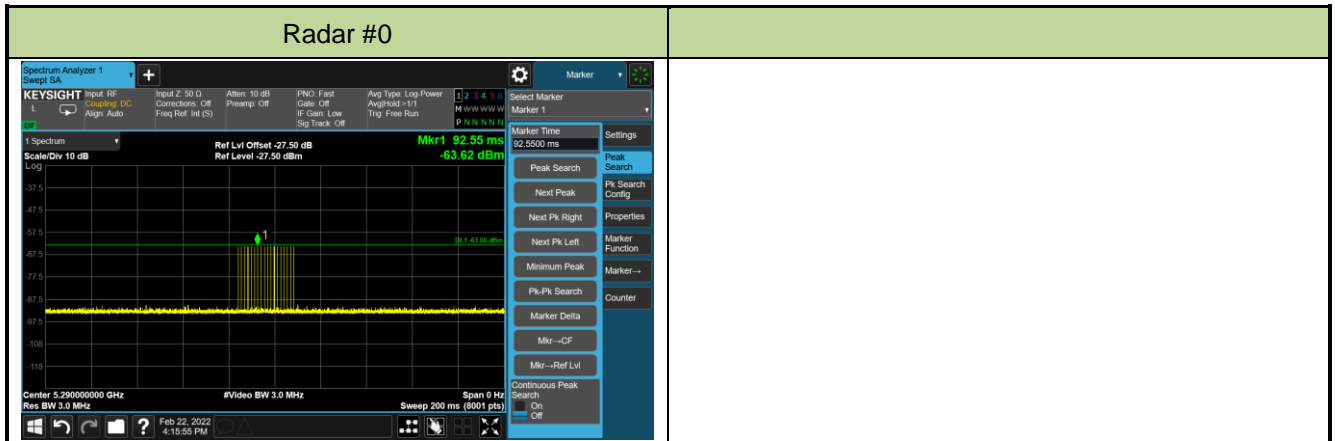 Radar #0
Spectrum Analyzer 1
Swept SA
+
Marker
KEYSIGHT
L
Input: RF
Coupling: DC
Align: Auto
Input Z: 50 Ω
Corrections: Off
Freq Ref: Int (S)
Atten: 10 dB
Preamp: Off
PNO: Fast
Gate: Off
IF Gain: Low
Sig Track: Off
Avg Type: Log-Power
Avg|Hold:>1/1
Trig: Free Run
1 2 3 4 5 6
M W W W W W
P N N N N N
Select Marker
Marker 1
1 Spectrum
Scale/Div 10 dB
Log
Ref Lvl Offset -27.50 dB
Ref Level -27.50 dBm
Mkr1 92.55 ms
-63.62 dBm
-37.5
-47.5
-57.5
-67.5
-77.5
-87.5
-97.5
-108
-118
1
DL1 -63.00 dBm
Center 5.290000000 GHz
Res BW 3.0 MHz
#Video BW 3.0 MHz
Span 0 Hz
Sweep 200 ms (8001 pts)
Marker Time
92.5500 ms
Peak Search
Next Peak
Next Pk Right
Next Pk Left
Minimum Peak
Pk-Pk Search
Marker Delta
Mkr→CF
Mkr→Ref Lvl
Continuous Peak
Search
On
Off
Settings
Peak
Search
Pk Search
Config
Properties
Marker
Function
Marker→
Counter
?
Feb 22, 2022
4:15:55 PM